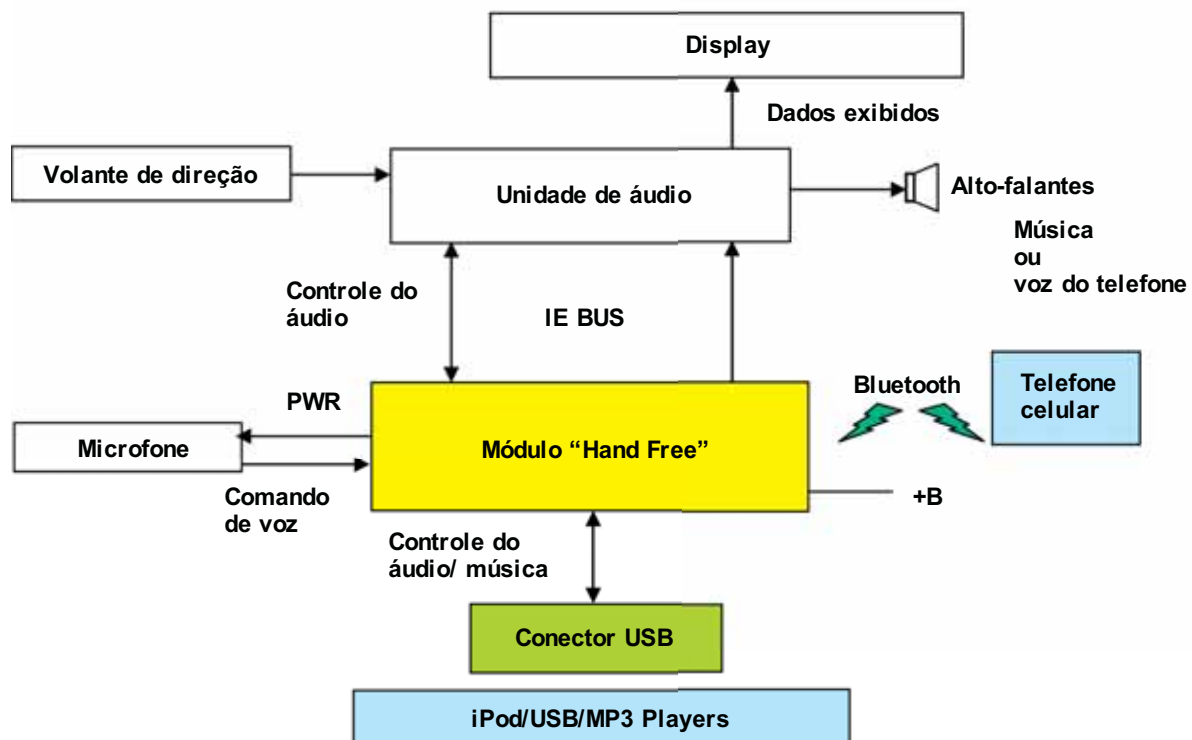 Display
Dados exibidos
Volante de direção
Unidade de áudio
Alto-falantes
Música
ou
voz do telefone
Controle do
áudio
IE BUS
Bluetooth
Telefone
celular
PWR
Microfone
Módulo “Hand Free”
Comando
de voz
+B
Controle do
áudio/ música
Conector USB
iPod/USB/MP3 Players